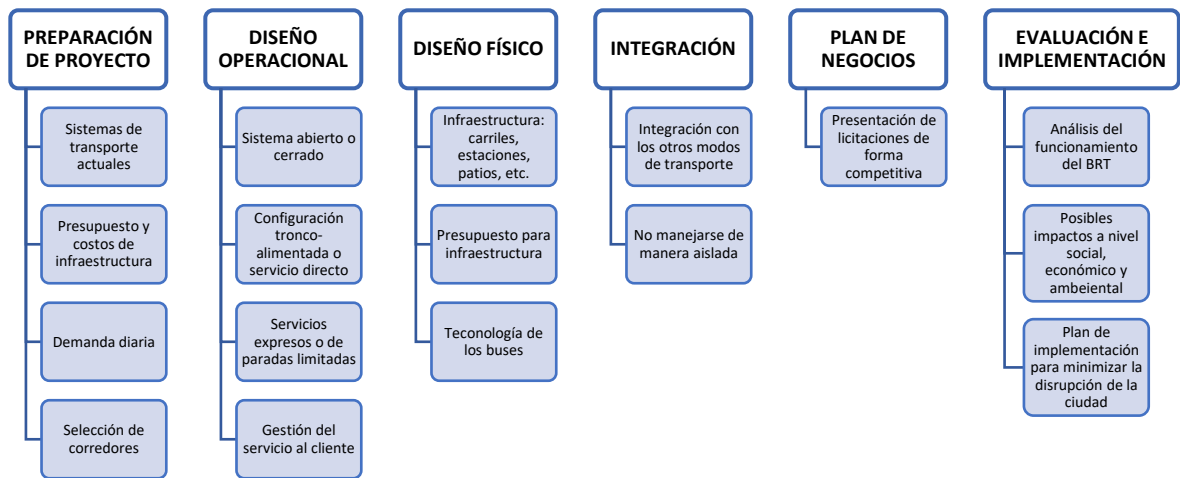 PREPARACIÓN
DE PROYECTO
Sistemas de
transporte
actuales
Presupuesto y
costos de
infraestructura
Demanda diaria
Selección de
corredores
DISEÑO
OPERACIONAL
Sistema abierto o
cerrado
Configuración
tronco-
alimentada o
servicio directo
Servicios
expresos o de
paradas limitadas
Gestión del
servicio al cliente
DISEÑO FÍSICO
Infraestructura:
carriles,
estaciones,
patios, etc.
Presupuesto para
infraestructura
Teconología de
los buses
INTEGRACIÓN
Integración con
los otros modos
de transporte
No manejarse de
manera aislada
PLAN DE
NEGOCIOS
Presentación de
licitaciones de
forma
competitiva
EVALUACIÓN E
IMPLEMENTACIÓN
Análisis del
funcionamiento
del BRT
Posibles
impactos a nivel
social,
económico y
ambeiental
Plan de
implementación
para minimizar la
disrupción de la
ciudad